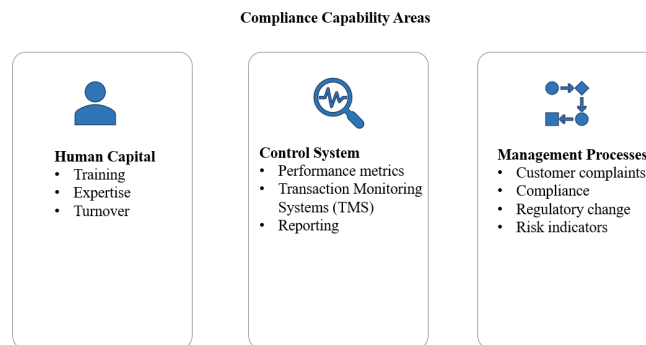 Compliance Capability Areas
Human Capital
• Training
• Expertise
• Turnover
Control System
• Performance metrics
• Transaction Monitoring
Systems (TMS)
• Reporting
Management Processes
• Customer complaints
• Compliance
• Regulatory change
• Risk indicators